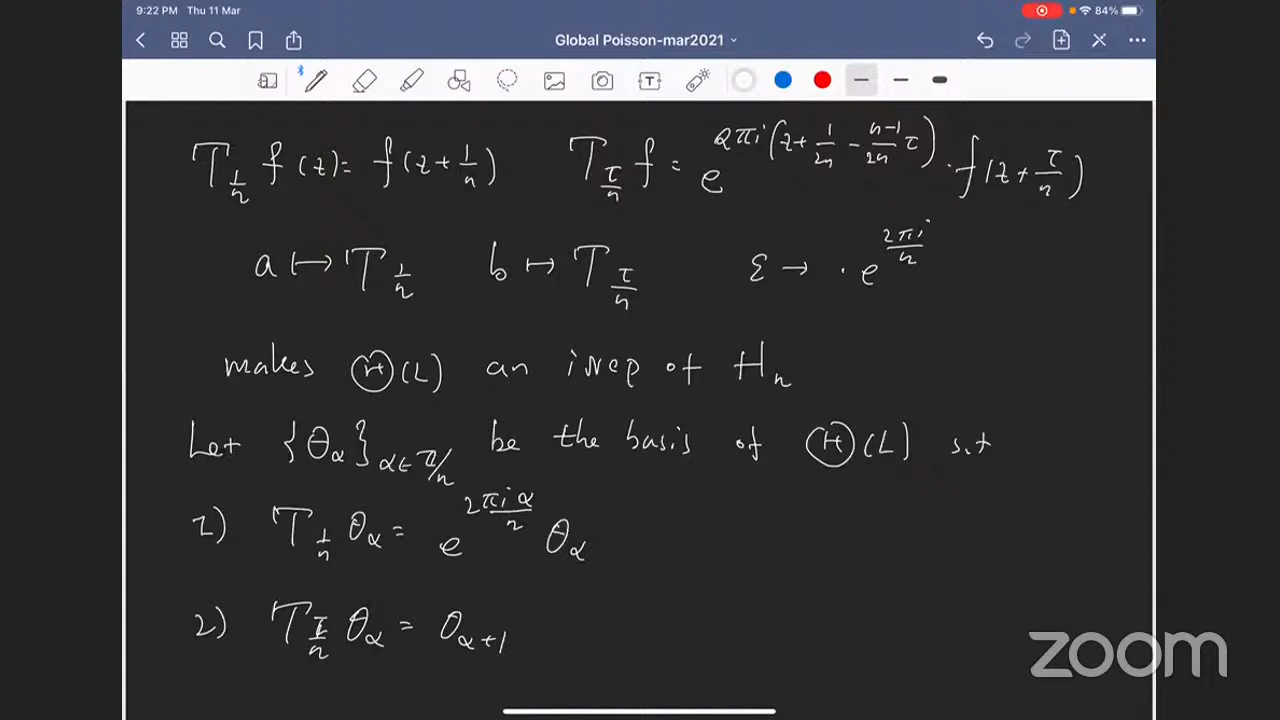 9:22 PM Thu 11 Mar 84%
Global Poisson-mar2021
T_{1/n} f(z) = f(z + 1/n)   T_{τ/n} f = e^{2πi(z + 1/2n − (n−1)/2n τ)} · f(z + τ/n)
a ↦ T_{1/n}   b ↦ T_{τ/n}   ε → · e^{2πi/n}
makes Ⓗ(L) an irrep of H_n
Let {θ_α}_{α∈ℤ/n} be the basis of Ⓗ(L) s.t
1) T_{1/n} θ_α = e^{2πi α/n} θ_α
2) T_{τ/n} θ_α = θ_{α+1}
zoom